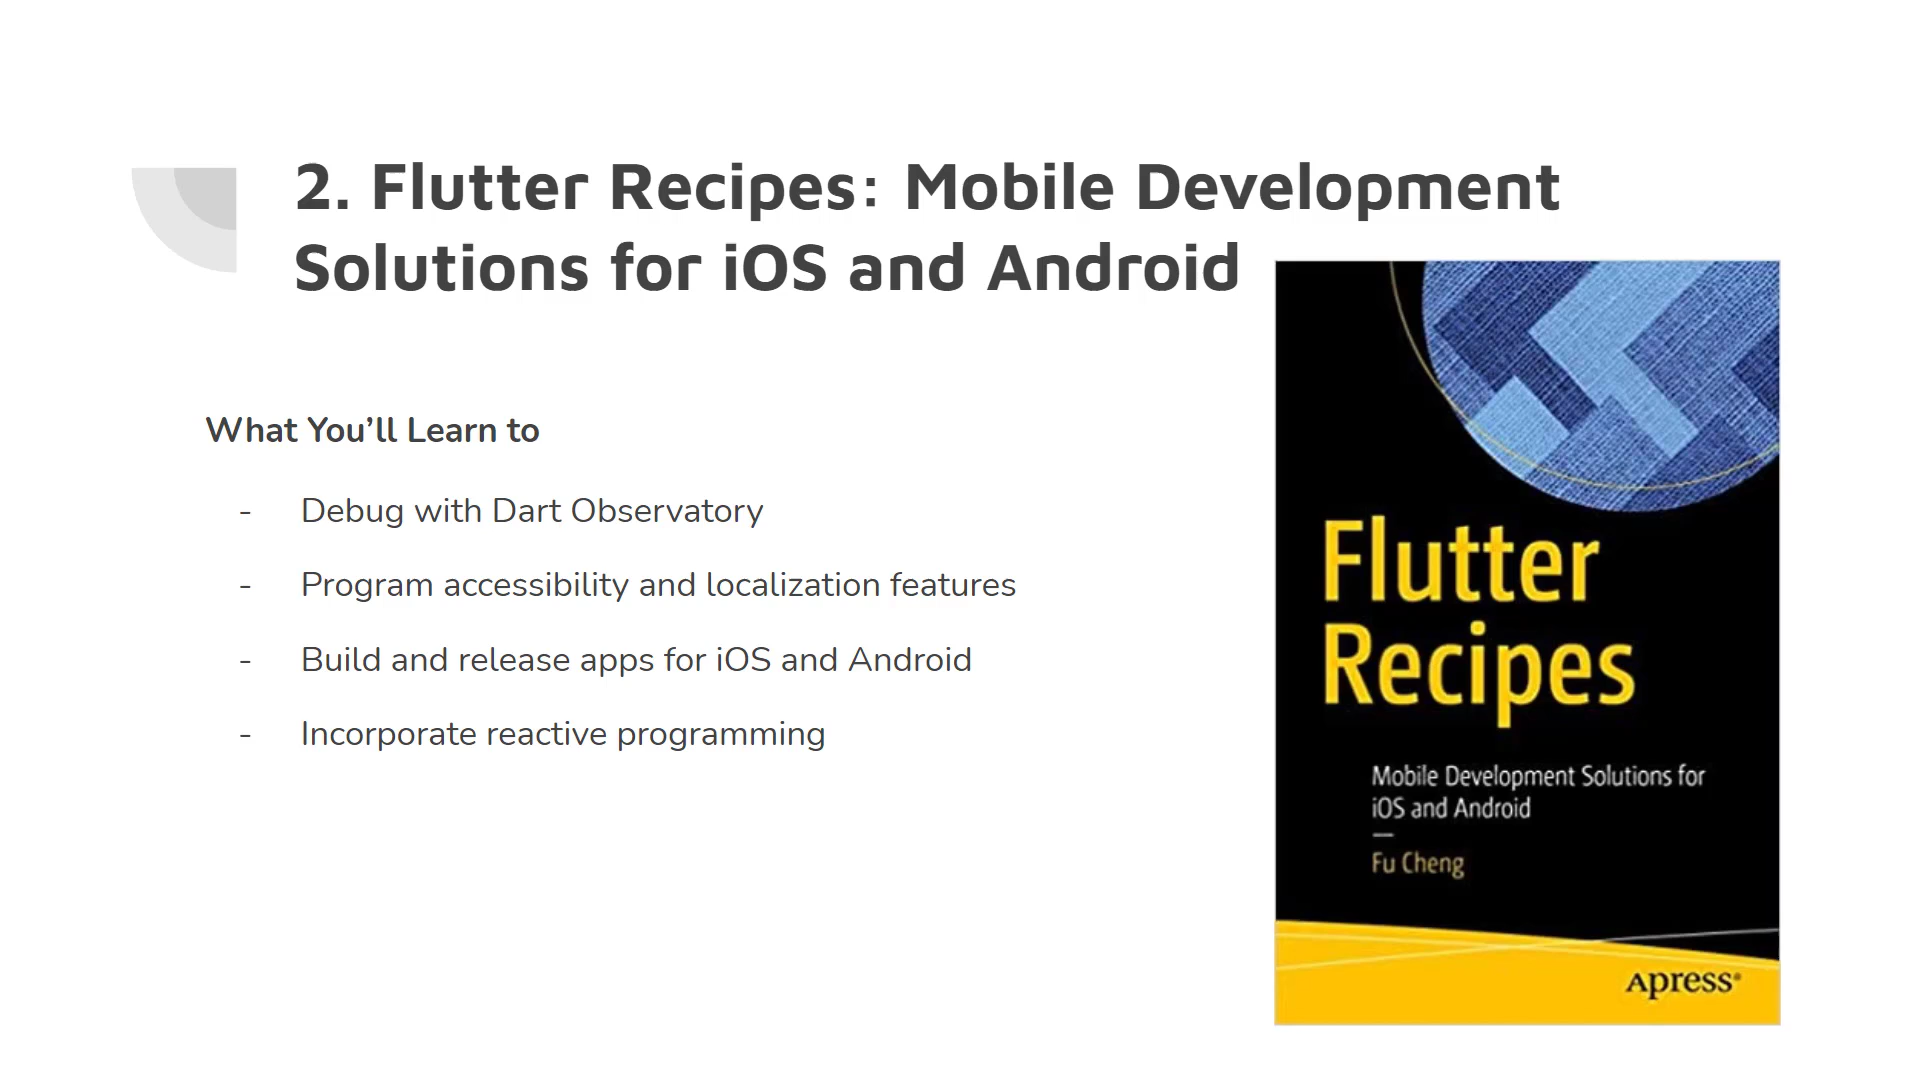 2. Flutter Recipes: Mobile Development
Solutions for iOS and Android
What You’ll Learn to
- Debug with Dart Observatory
- Program accessibility and localization features
- Build and release apps for iOS and Android
- Incorporate reactive programming
Flutter
Recipes
Mobile Development Solutions for
iOS and Android
—
Fu Cheng
Apress®